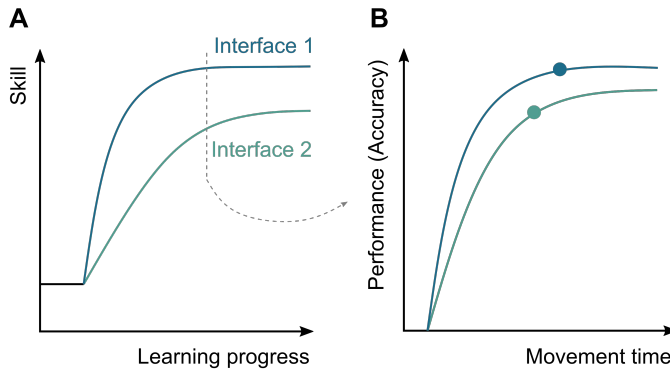 A
Skill
Interface 1
Interface 2
Learning progress
B
Performance (Accuracy)
Movement time